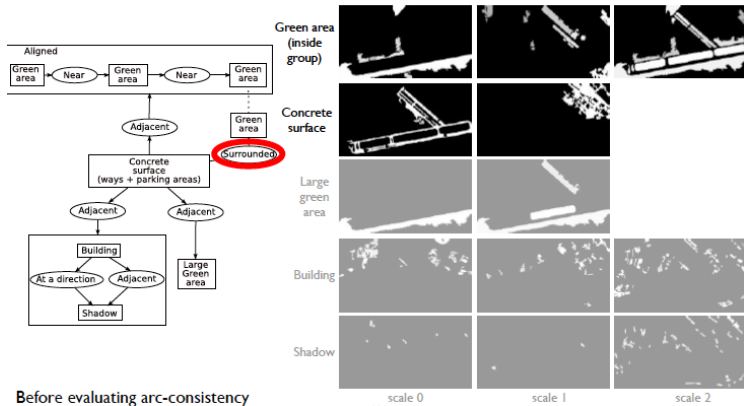 Aligned
Green area
Near
Green area
Near
Green area
Green area
Adjacent
Surrounded
Concrete surface
(ways + parking areas)
Adjacent
Adjacent
Building
At a direction
Adjacent
Shadow
Large Green area
Before evaluating arc-consistency
Green area
(inside
group)
Concrete
surface
Large
green
area
Building
Shadow
scale 0
scale 1
scale 2